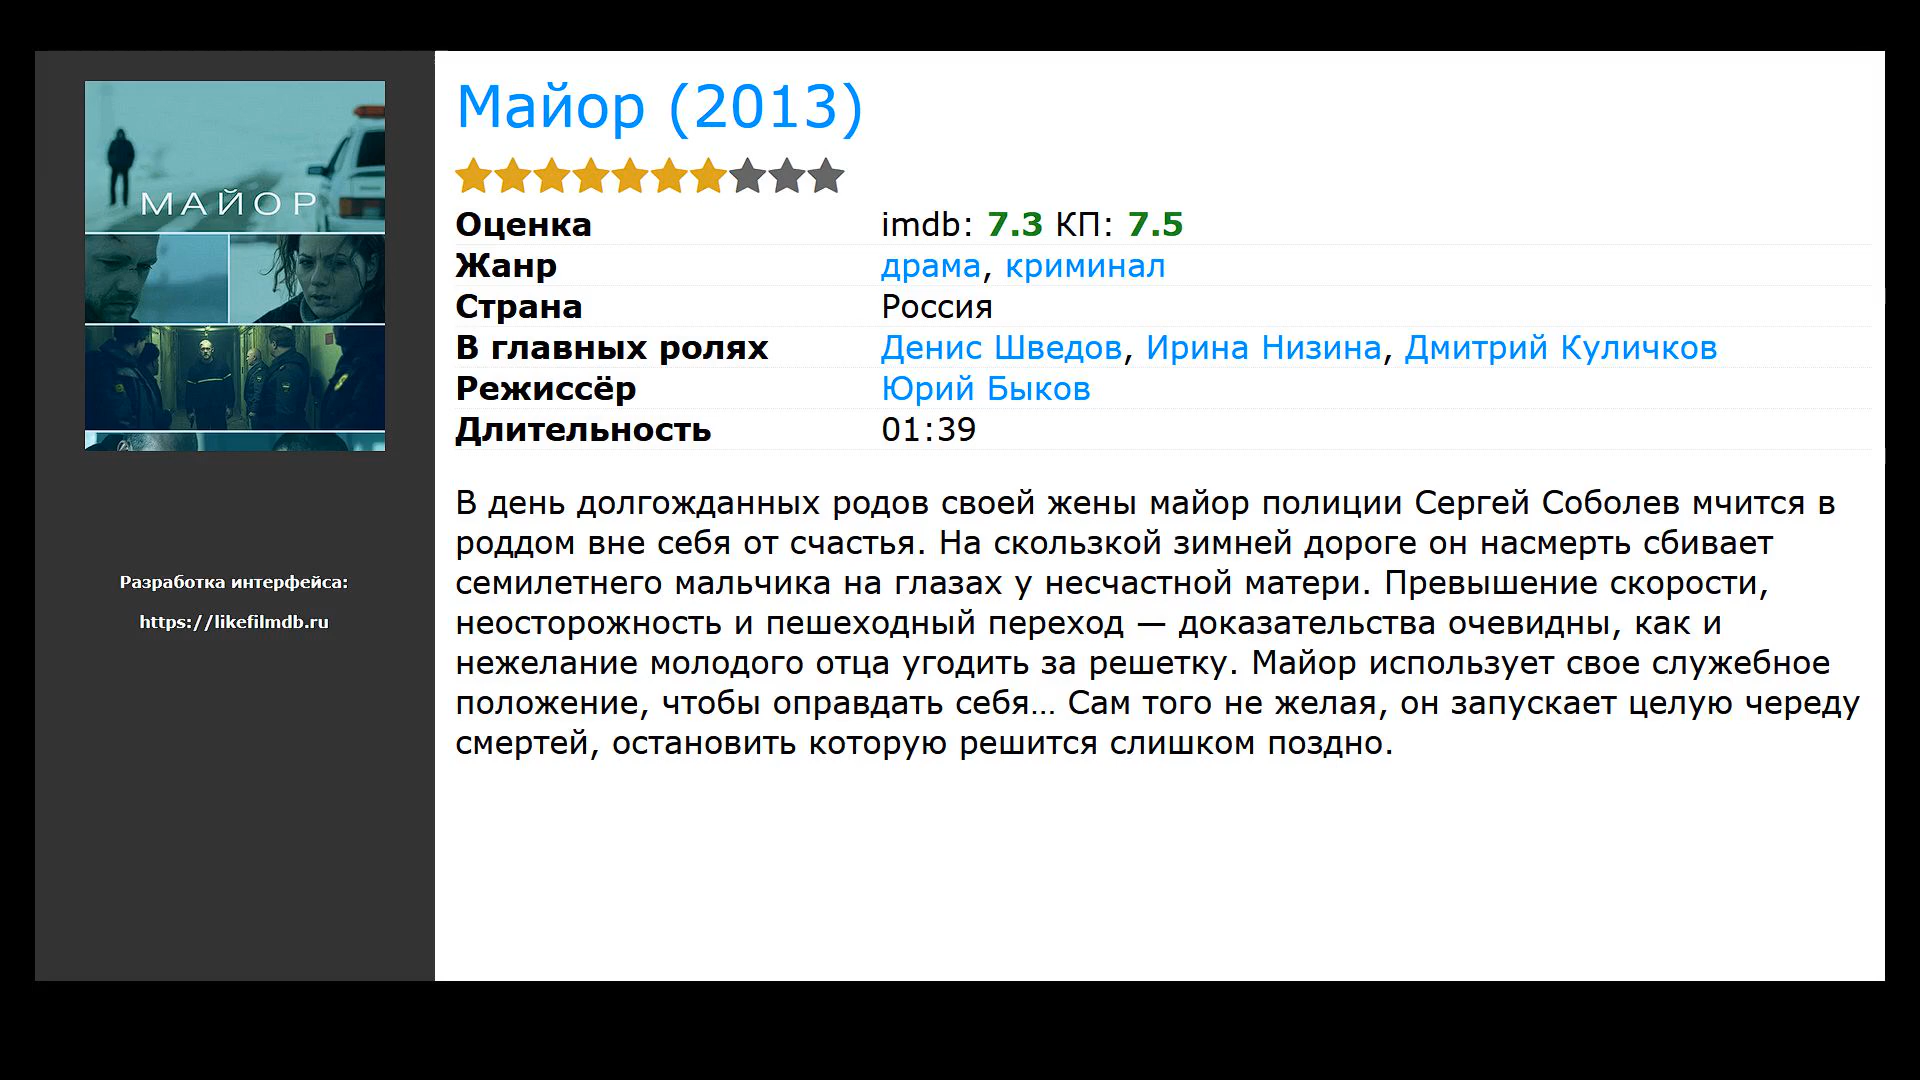 МАЙОР
Разработка интерфейса:
https://likefilmdb.ru
Майор (2013)
Оценка imdb: 7.3 КП: 7.5
Жанр драма, криминал
Страна Россия
В главных ролях Денис Шведов, Ирина Низина, Дмитрий Куличков
Режиссёр Юрий Быков
Длительность 01:39
В день долгожданных родов своей жены майор полиции Сергей Соболев мчится в
роддом вне себя от счастья. На скользкой зимней дороге он насмерть сбивает
семилетнего мальчика на глазах у несчастной матери. Превышение скорости,
неосторожность и пешеходный переход — доказательства очевидны, как и
нежелание молодого отца угодить за решетку. Майор использует свое служебное
положение, чтобы оправдать себя… Сам того не желая, он запускает целую череду
смертей, остановить которую решится слишком поздно.